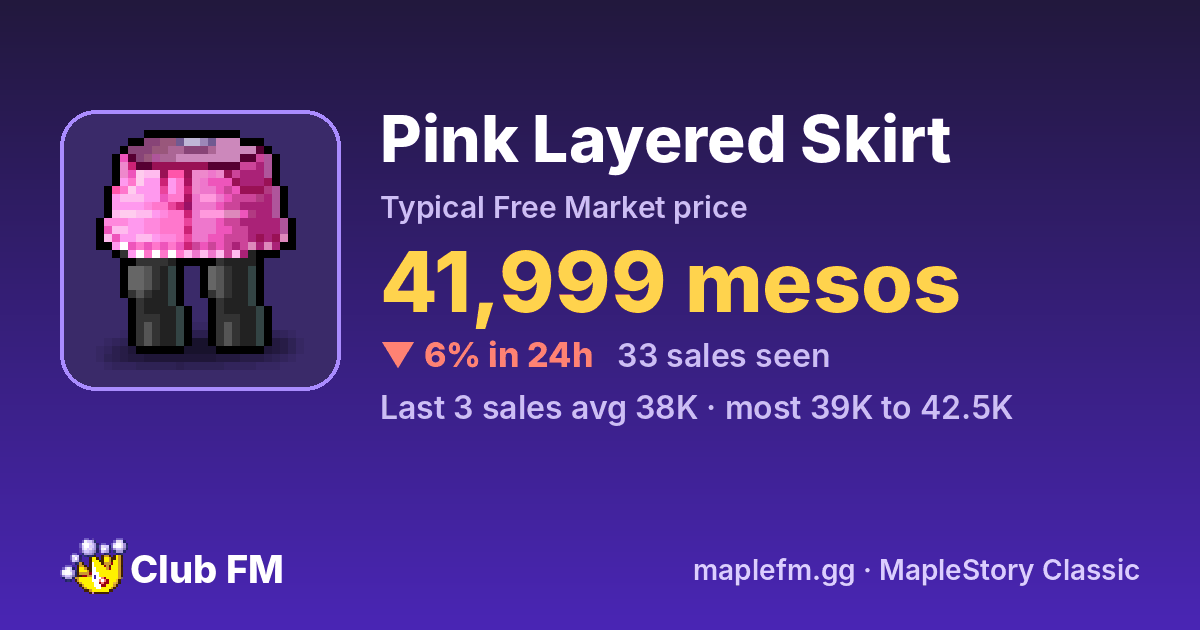 Pink Layered Skirt
Typical Free Market price
41,999 mesos
▼ 6% in 24h 33 sales seen
Last 3 sales avg 38K · most 39K to 42.5K
Club FM
maplefm.gg · MapleStory Classic